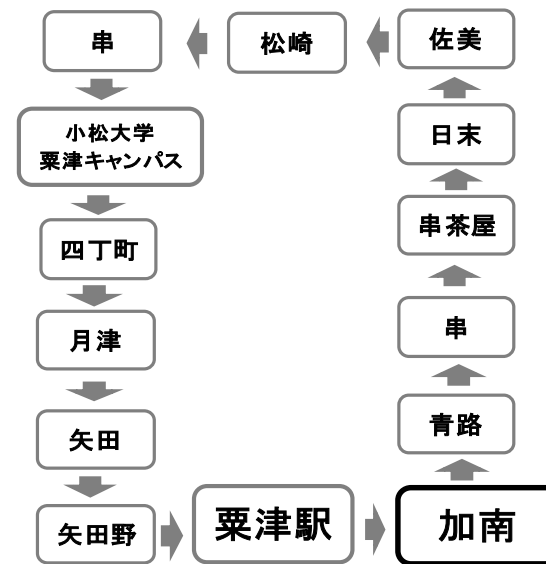 串
松崎
佐美
小松大学
粟津キャンパス
日末
四丁町
串茶屋
月津
串
矢田
青路
矢田野
粟津駅
加南